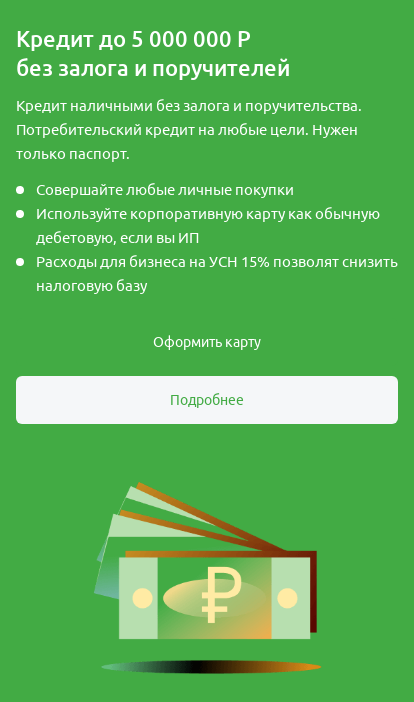 Кредит до 5 000 000 Р
без залога и поручителей
Кредит наличными без залога и поручительства.
Потребительский кредит на любые цели. Нужен
только паспорт.
Совершайте любые личные покупки
Используйте корпоративную карту как обычную
дебетовую, если вы ИП
Расходы для бизнеса на УСН 15% позволят снизить
налоговую базу
Оформить карту
Подробнее
₽